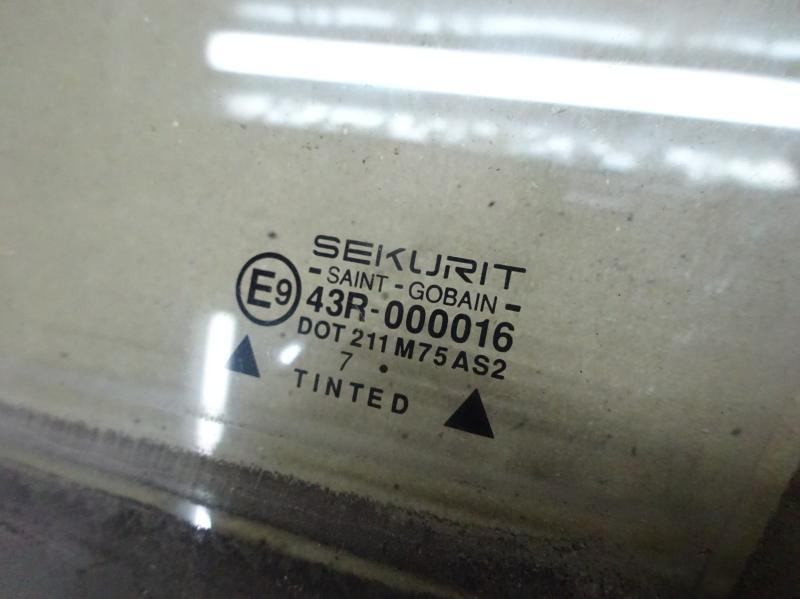 SEKURIT
- SAINT - GOBAIN -
E9
43R-000016
DOT 211 M75 AS2
7 •
TINTED